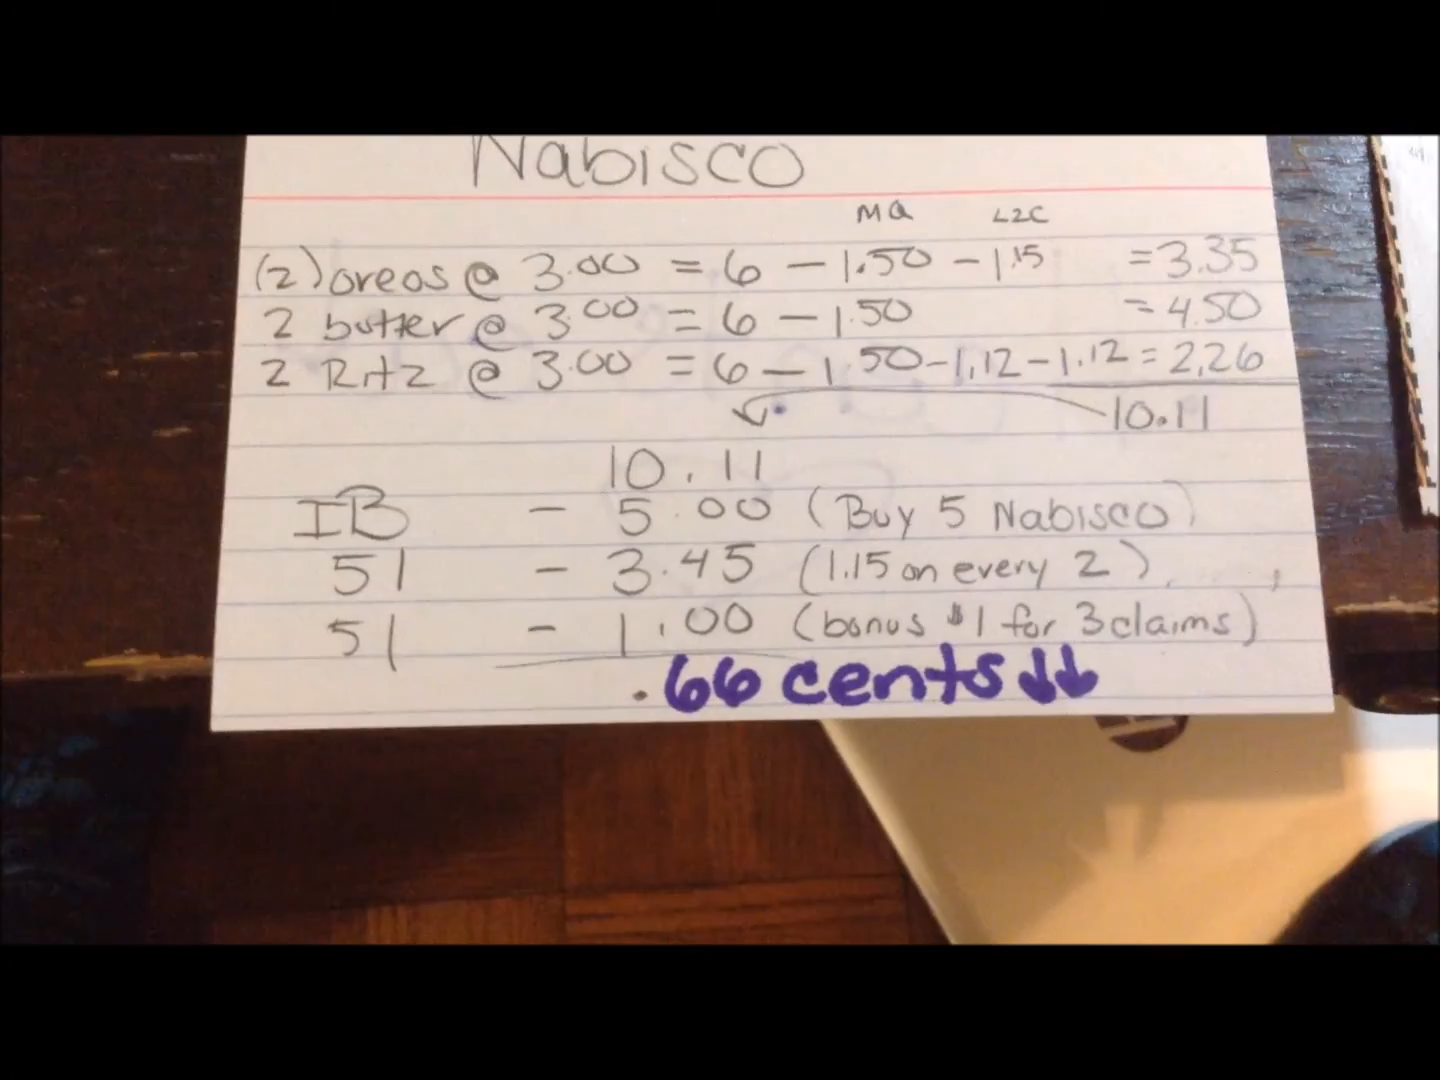 Nabisco
MQ L2C
(2) oreos @ 3.00 = 6 - 1.50 - 1.15 = 3.35
2 butter @ 3.00 = 6 - 1.50 = 4.50
2 Ritz @ 3.00 = 6 - 1.50 - 1.12 - 1.12 = 2.26
10.11
10.11
IB - 5.00 (Buy 5 Nabisco)
51 - 3.45 (1.15 on every 2)
51 - 1.00 (bonus $1 for 3 claims)
.66 cents ↓↓